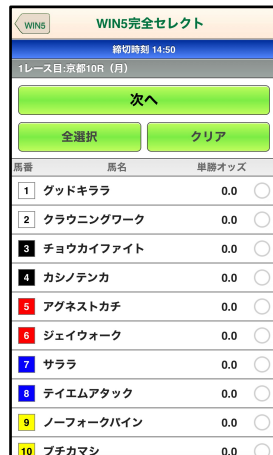 WIN5
WIN5完全セレクト
締切時刻 14:50
1レース目:京都10R（月）
次へ
全選択
クリア
馬番 馬名 単勝オッズ
1 グッドキララ 0.0
2 クラウニングワーク 0.0
3 チョウカイファイト 0.0
4 カシノテンカ 0.0
5 アグネストカチ 0.0
6 ジェイウォーク 0.0
7 サララ 0.0
8 テイエムアタック 0.0
9 ノーフォークパイン 0.0
10 ブチカマシ 0.0